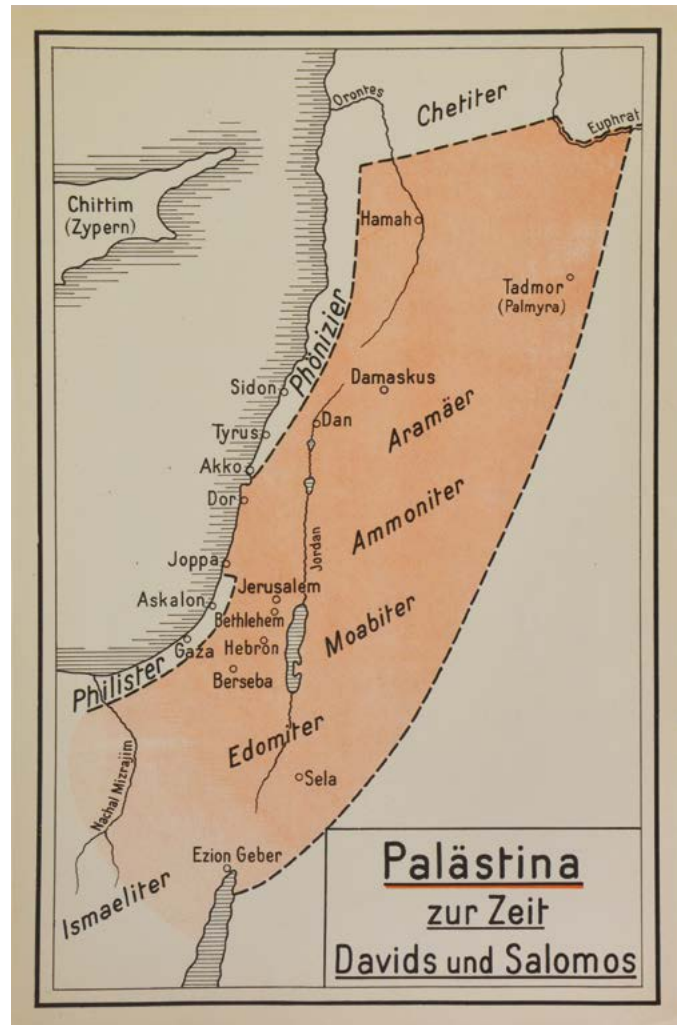 Orontes
Chetiter
Euphrat
Chittim
(Zypern)
Hamah
Tadmor
(Palmyra)
Phönizier
Sidon
Damaskus
Tyrus
Dan
Aramäer
Akko
Dor
Ammoniter
Jordan
Joppa
Jerusalem
Askalon
Bethlehem
Moabiter
Gaza
Hebron
Philister
Berseba
Edomiter
Sela
Nachal Mizrajim
Ezion Geber
Ismaeliter
Palästina
zur Zeit
Davids und Salomos